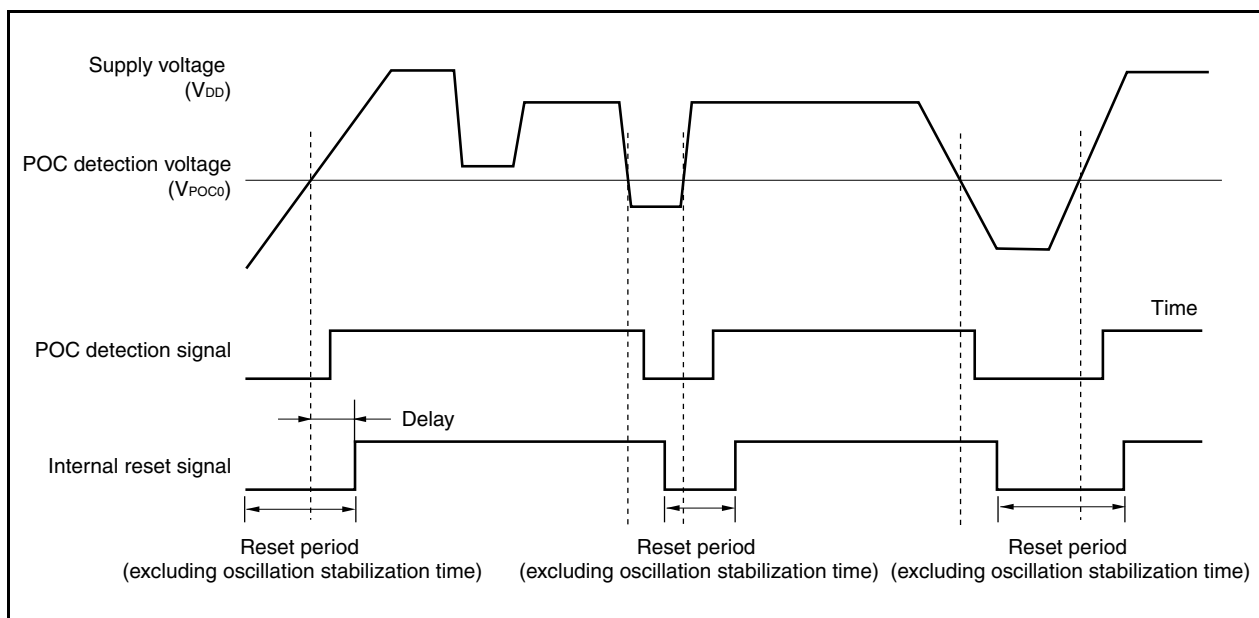 Supply voltage
(VDD)
POC detection voltage
(VPOC0)
Time
POC detection signal
Delay
Internal reset signal
Reset period
(excluding oscillation stabilization time)
Reset period
(excluding oscillation stabilization time)
Reset period
(excluding oscillation stabilization time)